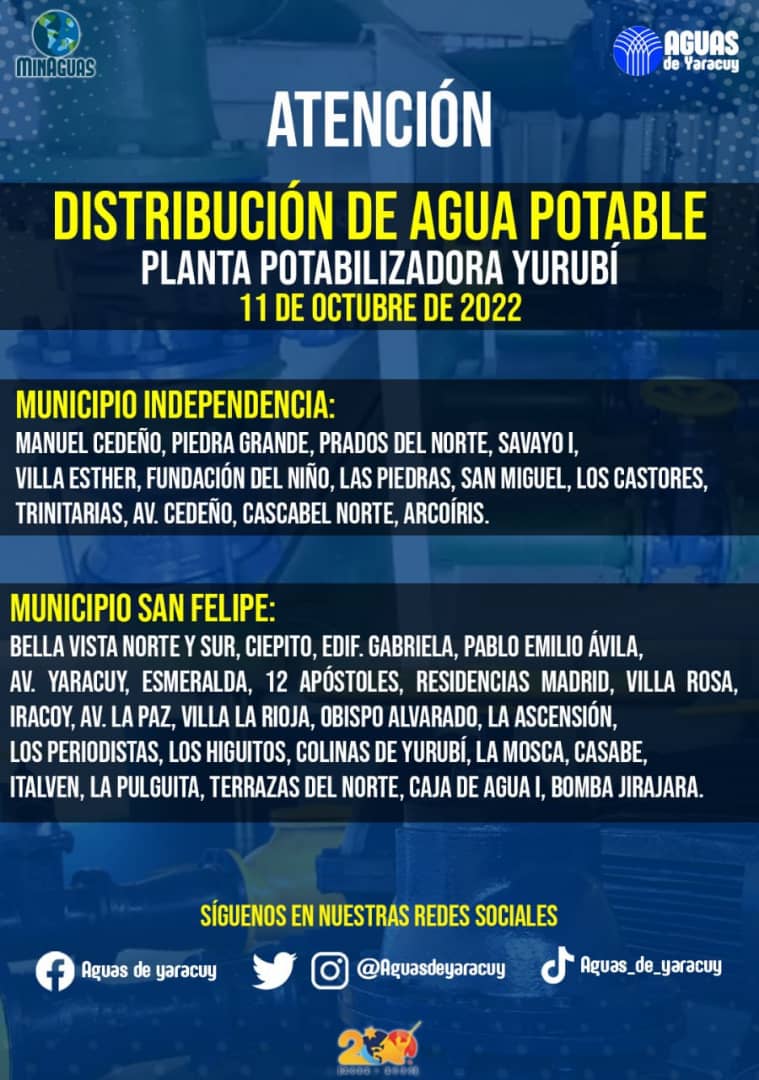 MINAGUAS
AGUAS
de Yaracuy
ATENCIÓN
DISTRIBUCIÓN DE AGUA POTABLE
PLANTA POTABILIZADORA YURUBÍ
11 DE OCTUBRE DE 2022
MUNICIPIO INDEPENDENCIA:
MANUEL CEDEÑO, PIEDRA GRANDE, PRADOS DEL NORTE, SAVAYO I,
VILLA ESTHER, FUNDACIÓN DEL NIÑO, LAS PIEDRAS, SAN MIGUEL, LOS CASTORES,
TRINITARIAS, AV. CEDEÑO, CASCABEL NORTE, ARCOÍRIS.
MUNICIPIO SAN FELIPE:
BELLA VISTA NORTE Y SUR, CIEPITO, EDIF. GABRIELA, PABLO EMILIO ÁVILA,
AV. YARACUY, ESMERALDA, 12 APÓSTOLES, RESIDENCIAS MADRID, VILLA ROSA,
IRACOY, AV. LA PAZ, VILLA LA RIOJA, OBISPO ALVARADO, LA ASCENSIÓN,
LOS PERIODISTAS, LOS HIGUITOS, COLINAS DE YURUBÍ, LA MOSCA, CASABE,
ITALVEN, LA PULGUITA, TERRAZAS DEL NORTE, CAJA DE AGUA I, BOMBA JIRAJARA.
SÍGUENOS EN NUESTRAS REDES SOCIALES
Aguas de yaracuy
@Aguasdeyaracuy
Aguas_de_yaracuy